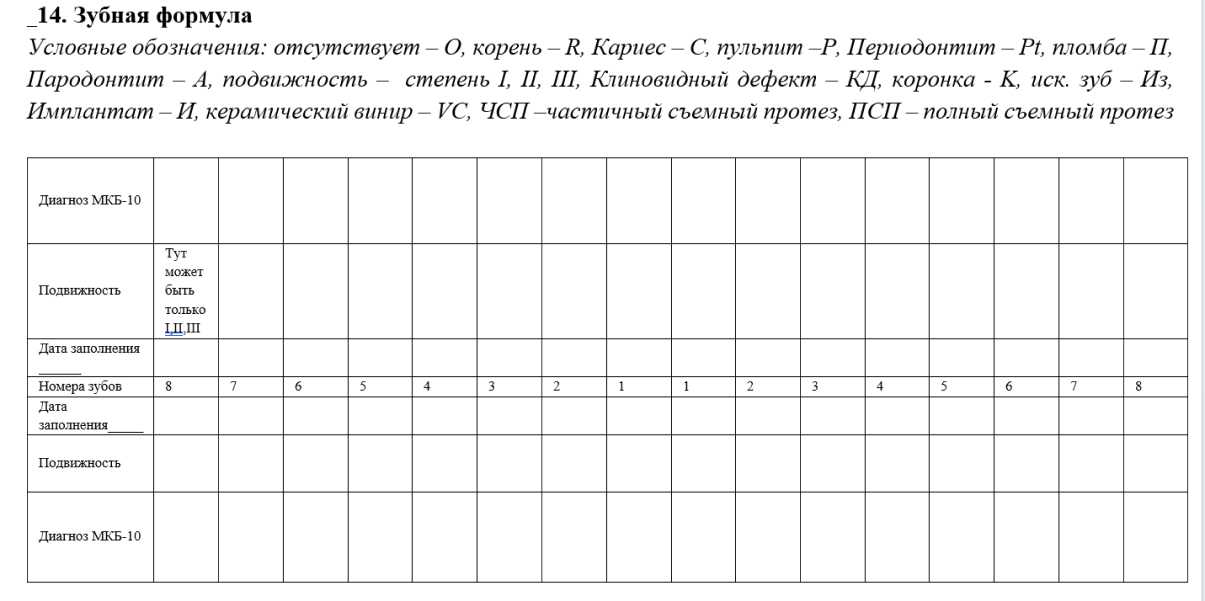 _14. Зубная формула
Условные обозначения: отсутствует – О, корень – R, Кариес – С, пульпит –Р, Периодонтит – Pt, пломба – П,
Пародонтит – А, подвижность – степень I, II, III, Клиновидный дефект – КД, коронка - К, иск. зуб – Из,
Имплантат – И, керамический винир – VC, ЧСП –частичный съемный протез, ПСП – полный съемный протез
Диагноз МКБ-10
Подвижность
Тут
может
быть
только
I,II,III
Дата заполнения
______
Номера зубов 8 7 6 5 4 3 2 1 1 2 3 4 5 6 7 8
Дата
заполнения_____
Подвижность
Диагноз МКБ-10